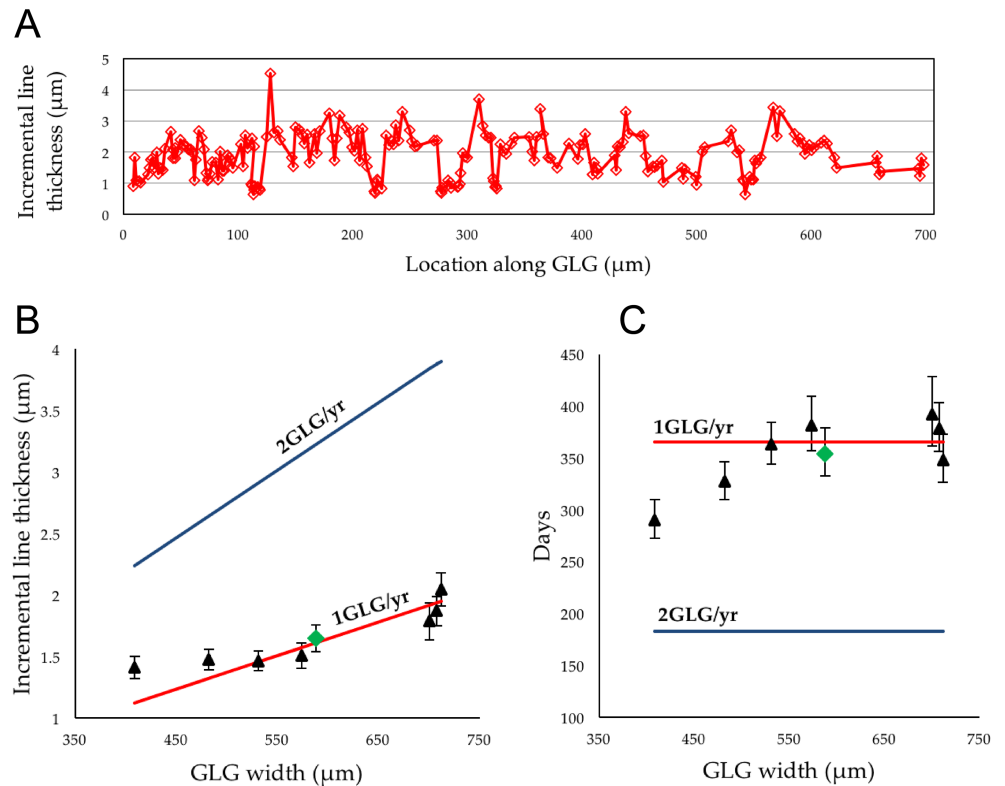 A
Incremental line
thickness (μm)
5
4
3
2
1
0
0 100 200 300 400 500 600 700
Location along GLG (μm)
B
Incremental line thickness (μm)
4
3.5
3
2.5
2
1.5
1
2GLG/yr
1GLG/yr
350 450 550 650 750
GLG width (μm)
C
Days
450
400
350
300
250
200
150
100
1GLG/yr
2GLG/yr
350 450 550 650 750
GLG width (μm)